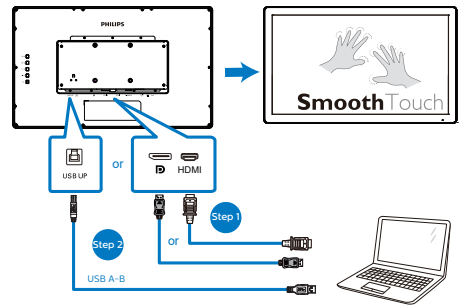 PHILIPS
SmoothTouch
USB UP
or
HDMI
Step 1
Step 2
or
USB A-B